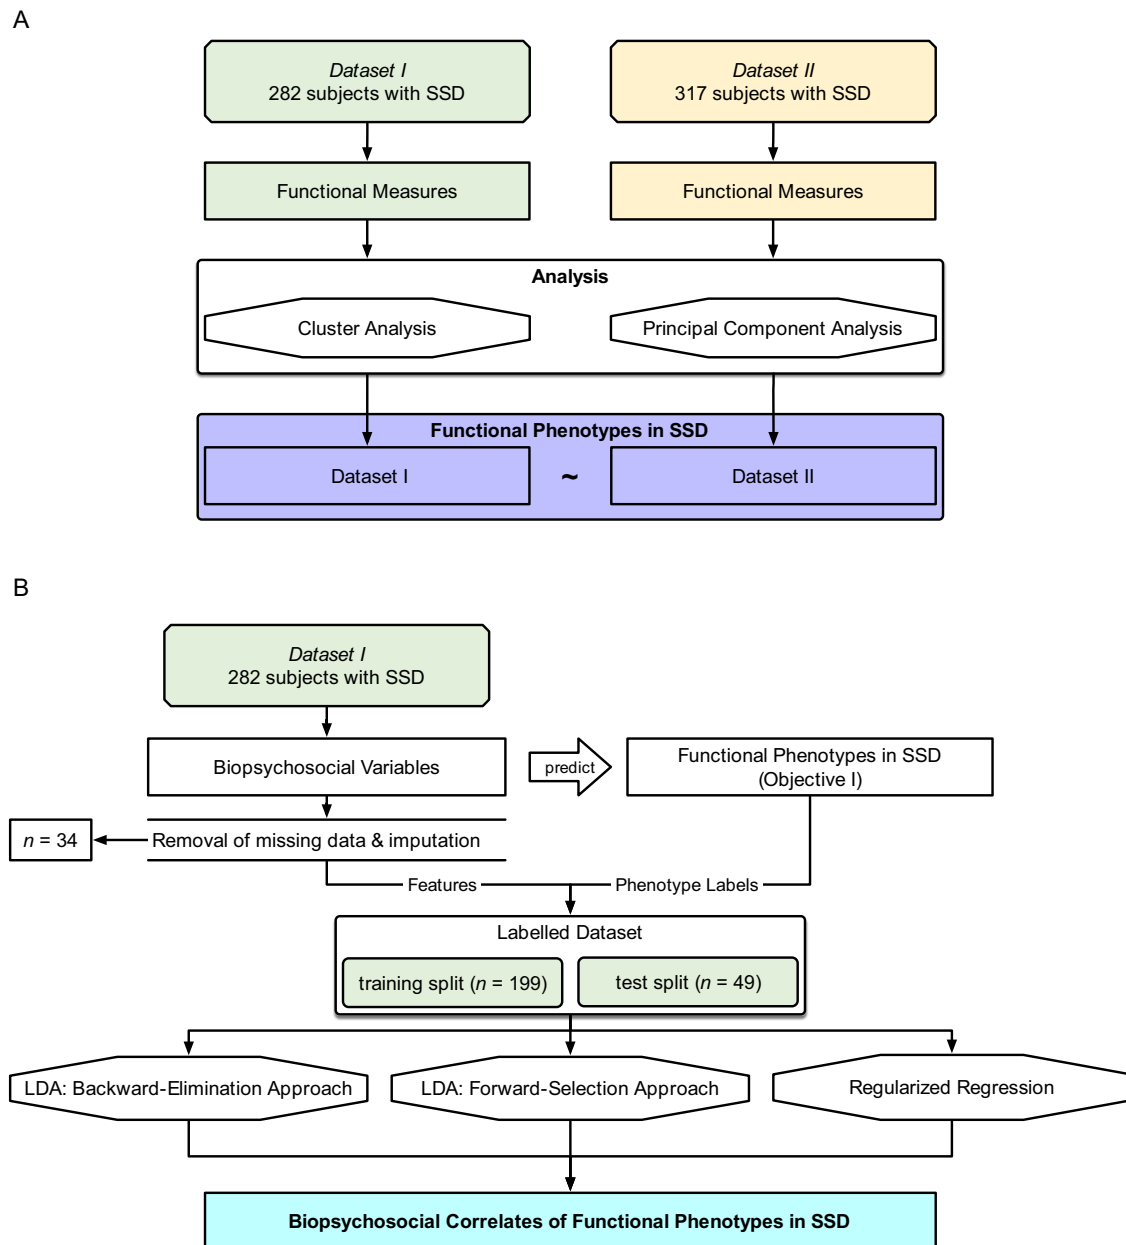 A
Dataset I
282 subjects with SSD
Dataset II
317 subjects with SSD
Functional Measures
Functional Measures
Analysis
Cluster Analysis
Principal Component Analysis
Functional Phenotypes in SSD
Dataset I
~
Dataset II
B
Dataset I
282 subjects with SSD
Biopsychosocial Variables
predict
Functional Phenotypes in SSD
(Objective I)
n = 34
Removal of missing data & imputation
Features
Phenotype Labels
Labelled Dataset
training split (n = 199)
test split (n = 49)
LDA: Backward-Elimination Approach
LDA: Forward-Selection Approach
Regularized Regression
Biopsychosocial Correlates of Functional Phenotypes in SSD